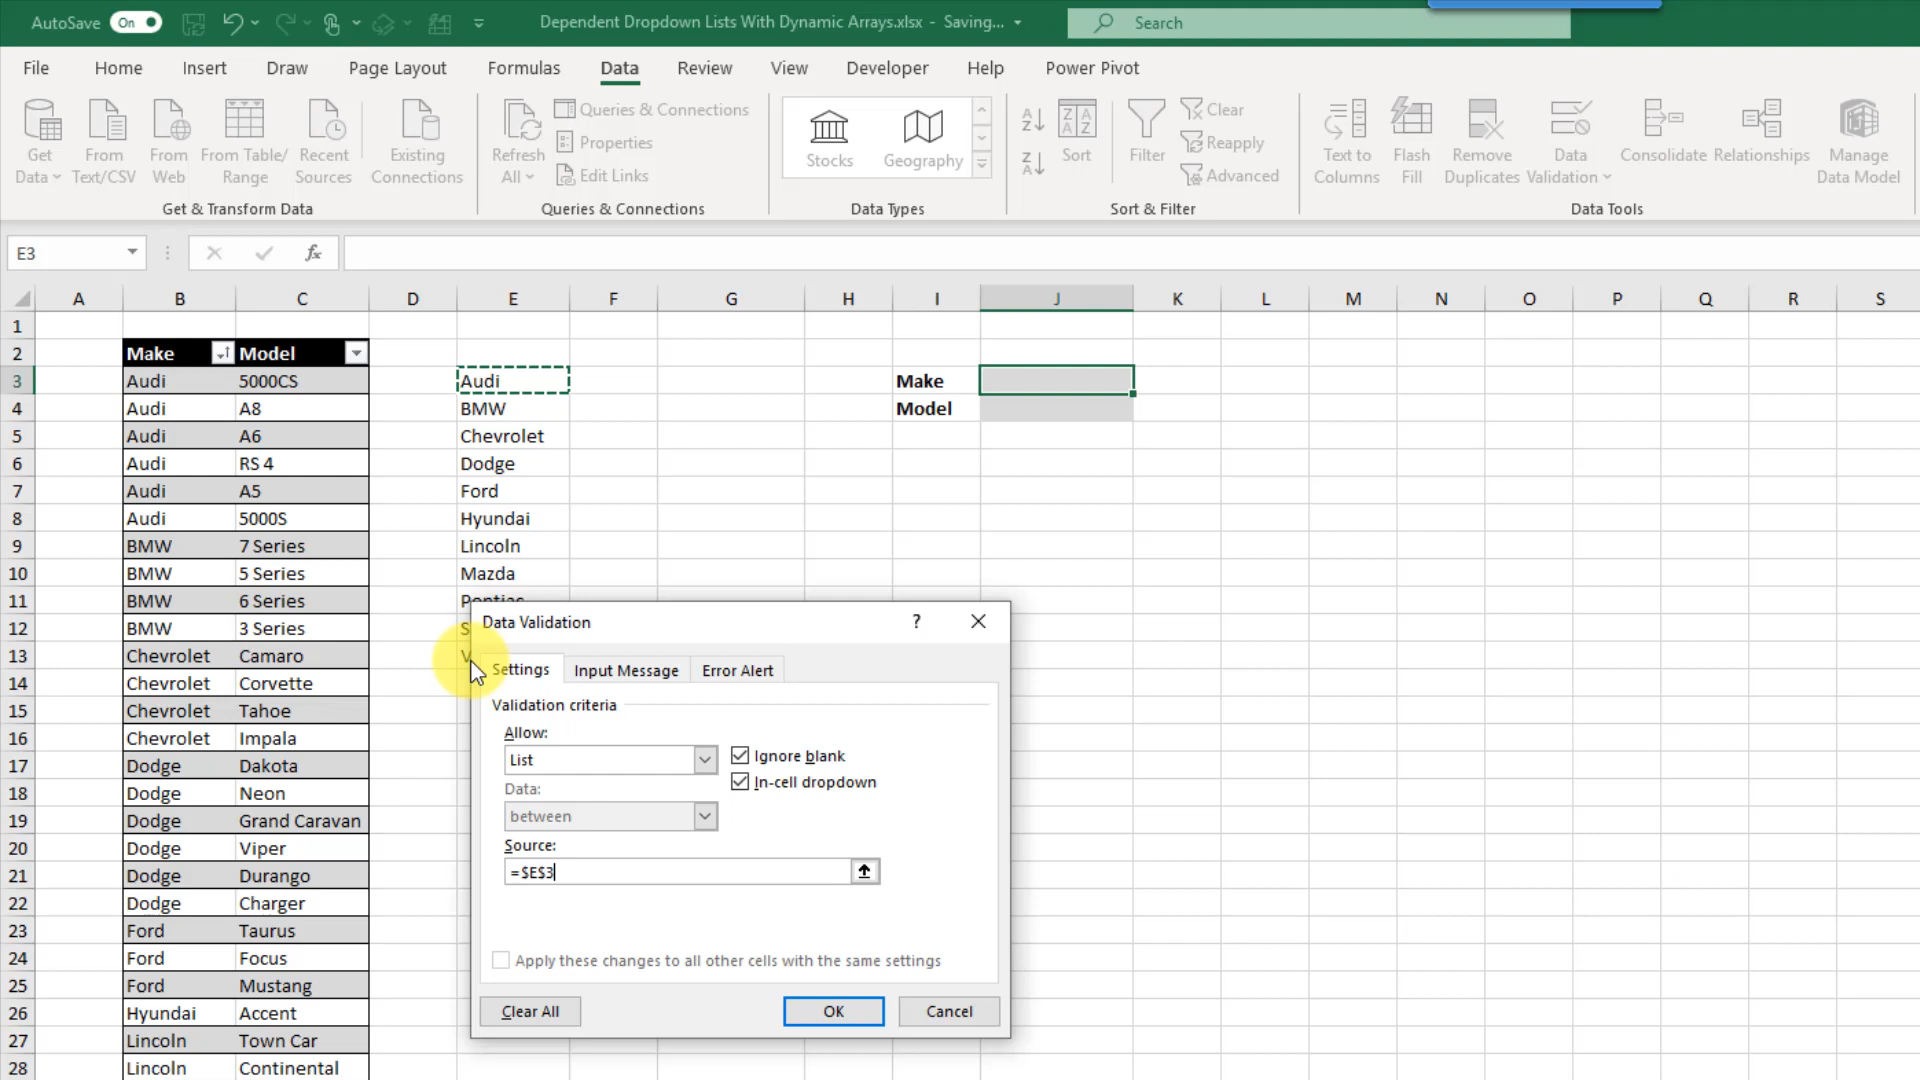 AutoSave On Dependent Dropdown Lists With Dynamic Arrays.xlsx - Saving... Search
File Home Insert Draw Page Layout Formulas Data Review View Developer Help Power Pivot
Get Data From Text/CSV From Web From Table/ Range Recent Sources Existing Connections
Get & Transform Data
Refresh All Queries & Connections Properties Edit Links
Queries & Connections
Stocks Geography
Data Types
Sort Filter Clear Reapply Advanced
Sort & Filter
Text to Columns Flash Fill Remove Duplicates Data Validation Consolidate Relationships Manage Data Model
Data Tools
E3 fx
A B C D E F G H I J K L M N O P Q R S
1
2 Make Model
3 Audi 5000CS Audi Make
4 Audi A8 BMW Model
5 Audi A6 Chevrolet
6 Audi RS 4 Dodge
7 Audi A5 Ford
8 Audi 5000S Hyundai
9 BMW 7 Series Lincoln
10 BMW 5 Series Mazda
11 BMW 6 Series
12 BMW 3 Series
13 Chevrolet Camaro
14 Chevrolet Corvette
15 Chevrolet Tahoe
16 Chevrolet Impala
17 Dodge Dakota
18 Dodge Neon
19 Dodge Grand Caravan
20 Dodge Viper
21 Dodge Durango
22 Dodge Charger
23 Ford Taurus
24 Ford Focus
25 Ford Mustang
26 Hyundai Accent
27 Lincoln Town Car
28 Lincoln Continental
Data Validation ?
Settings Input Message Error Alert
Validation criteria
Allow:
List Ignore blank
In-cell dropdown
Data:
between
Source:
=$E$3
Apply these changes to all other cells with the same settings
Clear All OK Cancel